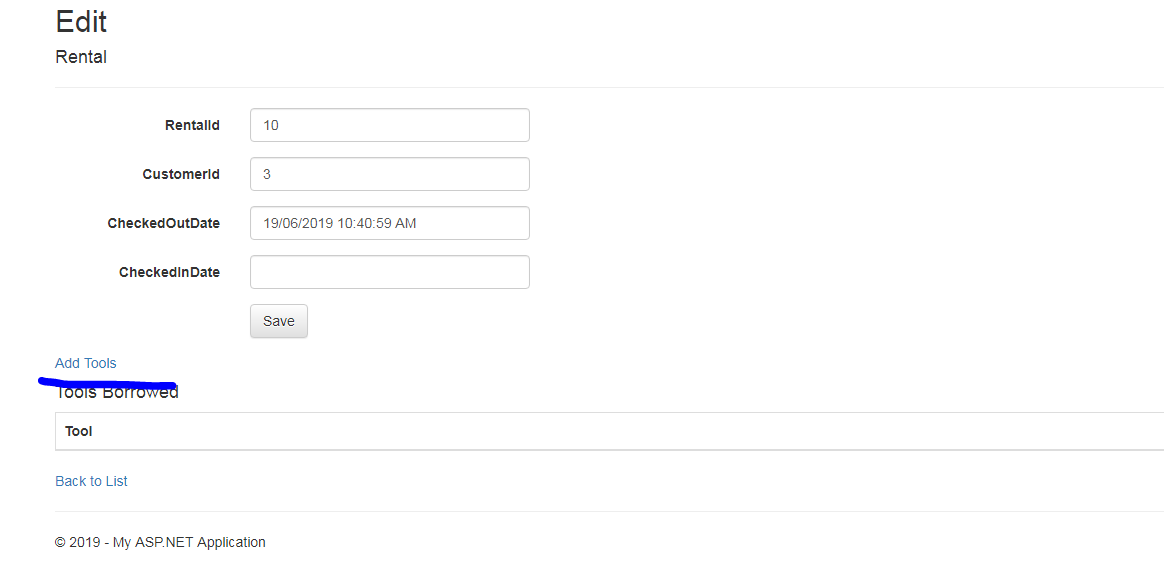 Edit
Rental
RentalId 10
CustomerId 3
CheckedOutDate 19/06/2019 10:40:59 AM
CheckedInDate
Save
Add Tools
Tools Borrowed
Tool
Back to List
© 2019 - My ASP.NET Application